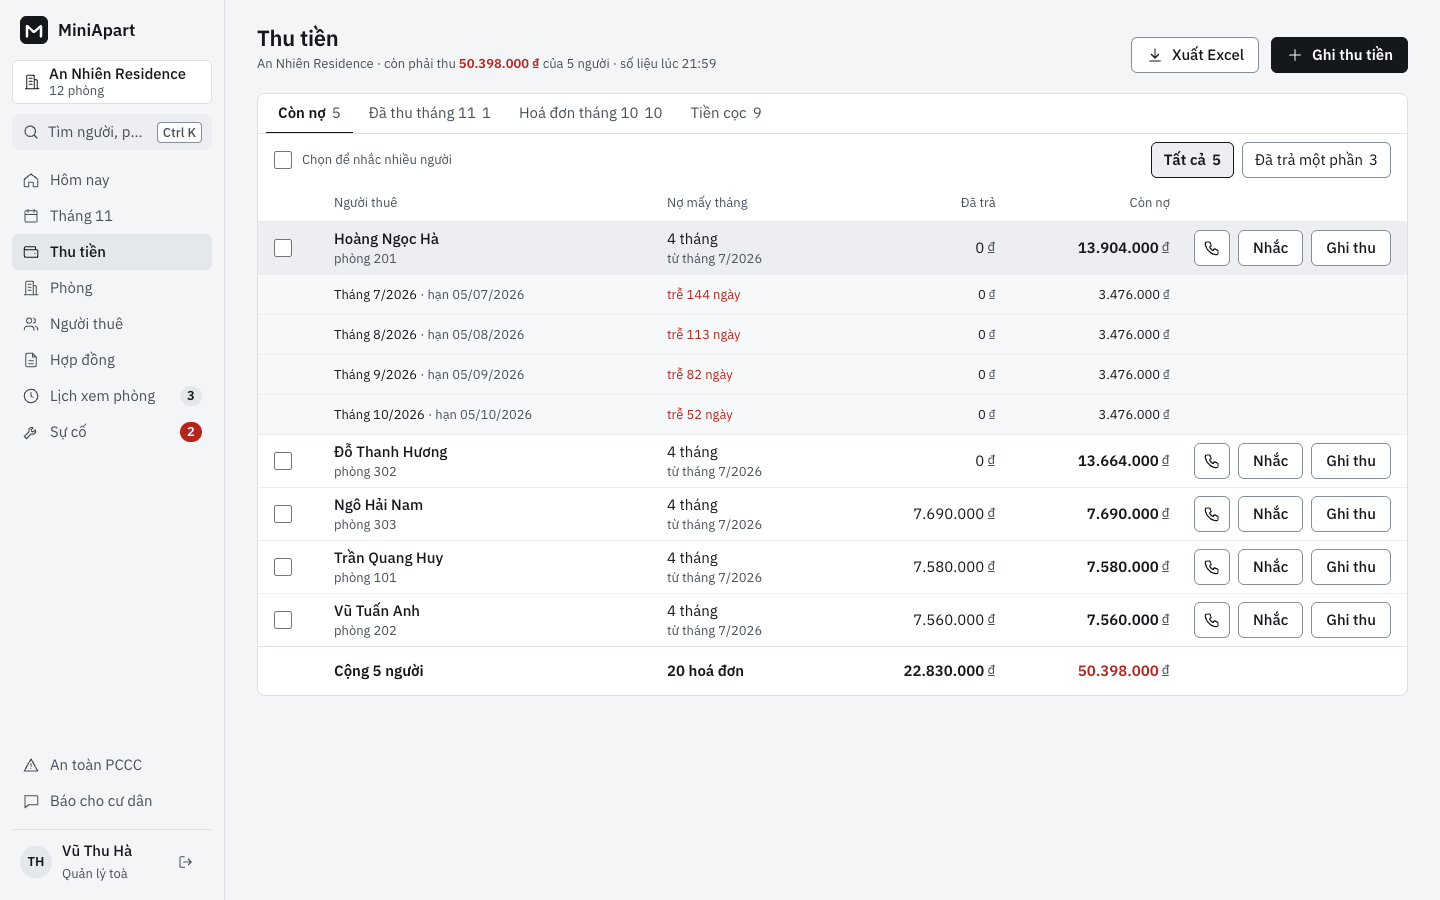 MiniApart
An Nhiên Residence
12 phòng
Tìm người, p... Ctrl K
Hôm nay
Tháng 11
Thu tiền
Phòng
Người thuê
Hợp đồng
Lịch xem phòng 3
Sự cố 2
An toàn PCCC
Báo cho cư dân
TH
Vũ Thu Hà
Quản lý toà
Thu tiền
An Nhiên Residence · còn phải thu 50.398.000 ₫ của 5 người · số liệu lúc 21:59
Xuất Excel
Ghi thu tiền
Còn nợ 5 Đã thu tháng 11 1 Hoá đơn tháng 10 10 Tiền cọc 9
Chọn để nhắc nhiều người
Tất cả 5 Đã trả một phần 3
Người thuê Nợ mấy tháng Đã trả Còn nợ
Hoàng Ngọc Hà 4 tháng 0 ₫ 13.904.000 ₫ Nhắc Ghi thu
phòng 201 từ tháng 7/2026
Tháng 7/2026 · hạn 05/07/2026 trễ 144 ngày 0 ₫ 3.476.000 ₫
Tháng 8/2026 · hạn 05/08/2026 trễ 113 ngày 0 ₫ 3.476.000 ₫
Tháng 9/2026 · hạn 05/09/2026 trễ 82 ngày 0 ₫ 3.476.000 ₫
Tháng 10/2026 · hạn 05/10/2026 trễ 52 ngày 0 ₫ 3.476.000 ₫
Đỗ Thanh Hương 4 tháng 0 ₫ 13.664.000 ₫ Nhắc Ghi thu
phòng 302 từ tháng 7/2026
Ngô Hải Nam 4 tháng 7.690.000 ₫ 7.690.000 ₫ Nhắc Ghi thu
phòng 303 từ tháng 7/2026
Trần Quang Huy 4 tháng 7.580.000 ₫ 7.580.000 ₫ Nhắc Ghi thu
phòng 101 từ tháng 7/2026
Vũ Tuấn Anh 4 tháng 7.560.000 ₫ 7.560.000 ₫ Nhắc Ghi thu
phòng 202 từ tháng 7/2026
Cộng 5 người 20 hoá đơn 22.830.000 ₫ 50.398.000 ₫